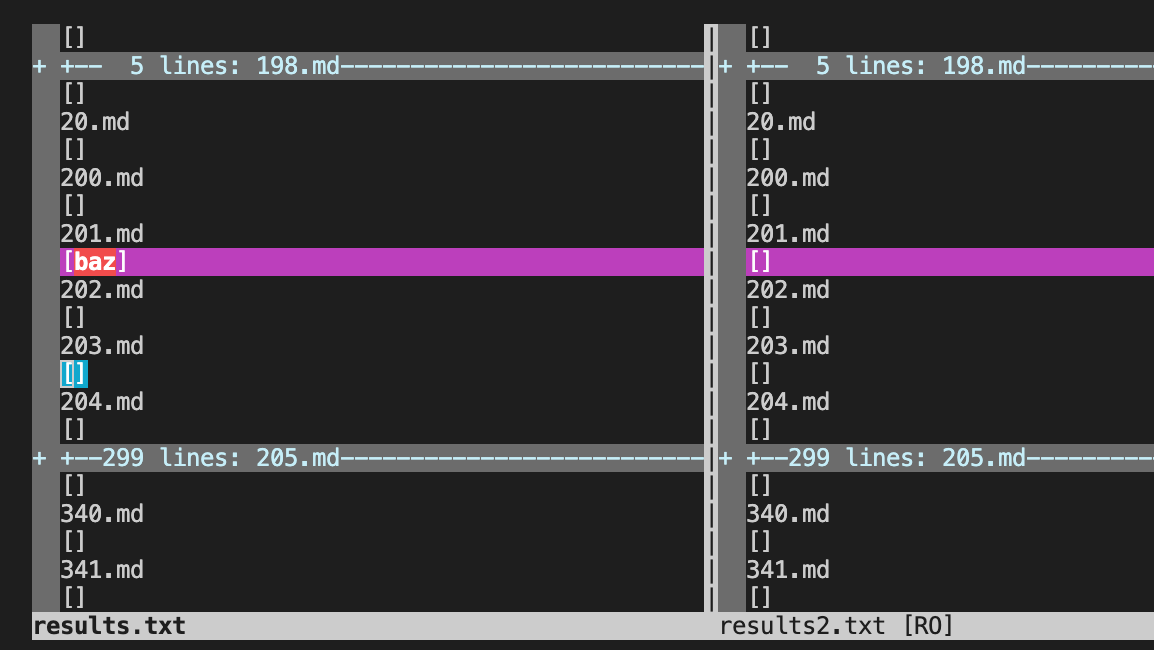 []
+ +--  5 lines: 198.md--------------------------
[]
20.md
[]
200.md
[]
201.md
[baz]
202.md
[]
203.md
[]
204.md
[]
+ +--299 lines: 205.md--------------------------
[]
340.md
[]
341.md
[]
results.txt
[]
+ +--  5 lines: 198.md---------
[]
20.md
[]
200.md
[]
201.md
[]
202.md
[]
203.md
[]
204.md
[]
+ +--299 lines: 205.md---------
[]
340.md
[]
341.md
[]
results2.txt [RO]